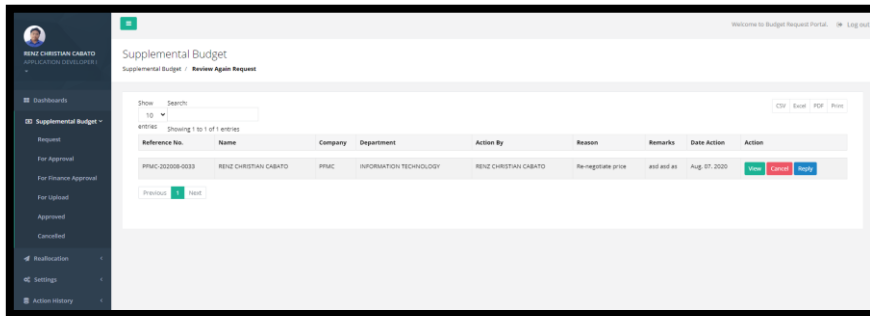 Welcome to Budget Request Portal. Log out
RENZ CHRISTIAN CABATO
APPLICATION DEVELOPER I
Supplemental Budget
Supplemental Budget / Review Again Request
Dashboards
Supplemental Budget
Request
For Approval
For Finance Approval
For Upload
Approved
Cancelled
Reallocation
Settings
Action History
Show Search:
10
entries Showing 1 to 1 of 1 entries
CSV Excel PDF Print
Reference No. Name Company Department Action By Reason Remarks Date Action Action
PPMC-202008-0033 RENZ CHRISTIAN CABATO PPMC INFORMATION TECHNOLOGY RENZ CHRISTIAN CABATO Re-negotiate price asd asd as Aug. 07, 2020 View Cancel Reply
Previous 1 Next